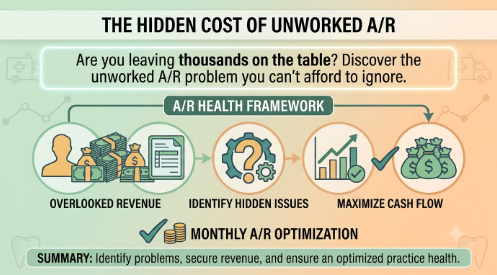 THE HIDDEN COST OF UNWORKED A/R
Are you leaving thousands on the table? Discover the
unworked A/R problem you can't afford to ignore.
A/R HEALTH FRAMEWORK
OVERLOOKED REVENUE
IDENTIFY HIDDEN ISSUES
MAXIMIZE CASH FLOW
MONTHLY A/R OPTIMIZATION
SUMMARY: Identify problems, secure revenue, and ensure an optimized practice health.